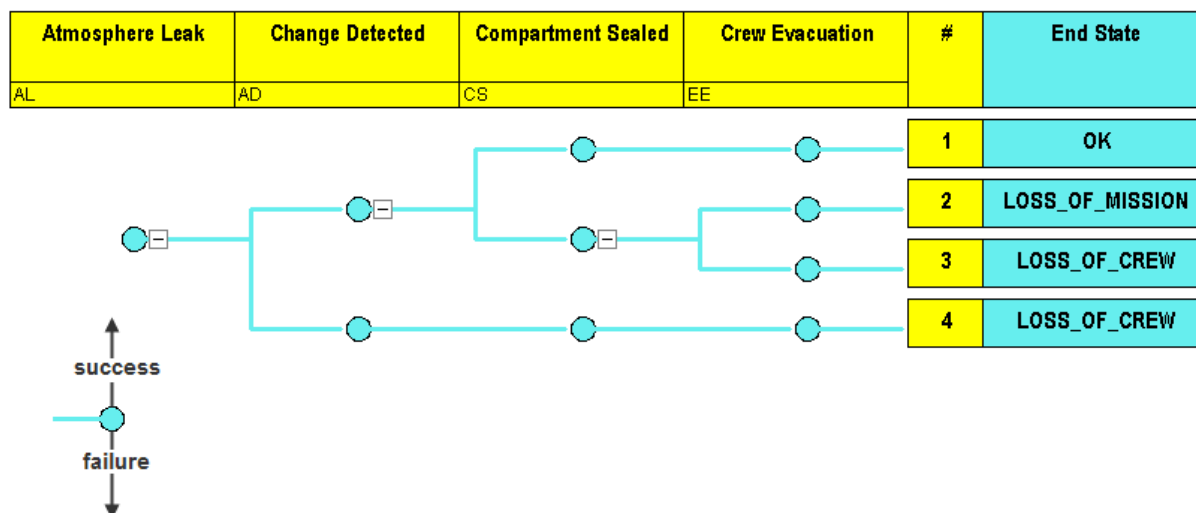 Atmosphere Leak Change Detected Compartment Sealed Crew Evacuation # End State
AL AD CS EE
1 OK
2 LOSS_OF_MISSION
3 LOSS_OF_CREW
4 LOSS_OF_CREW
success
failure